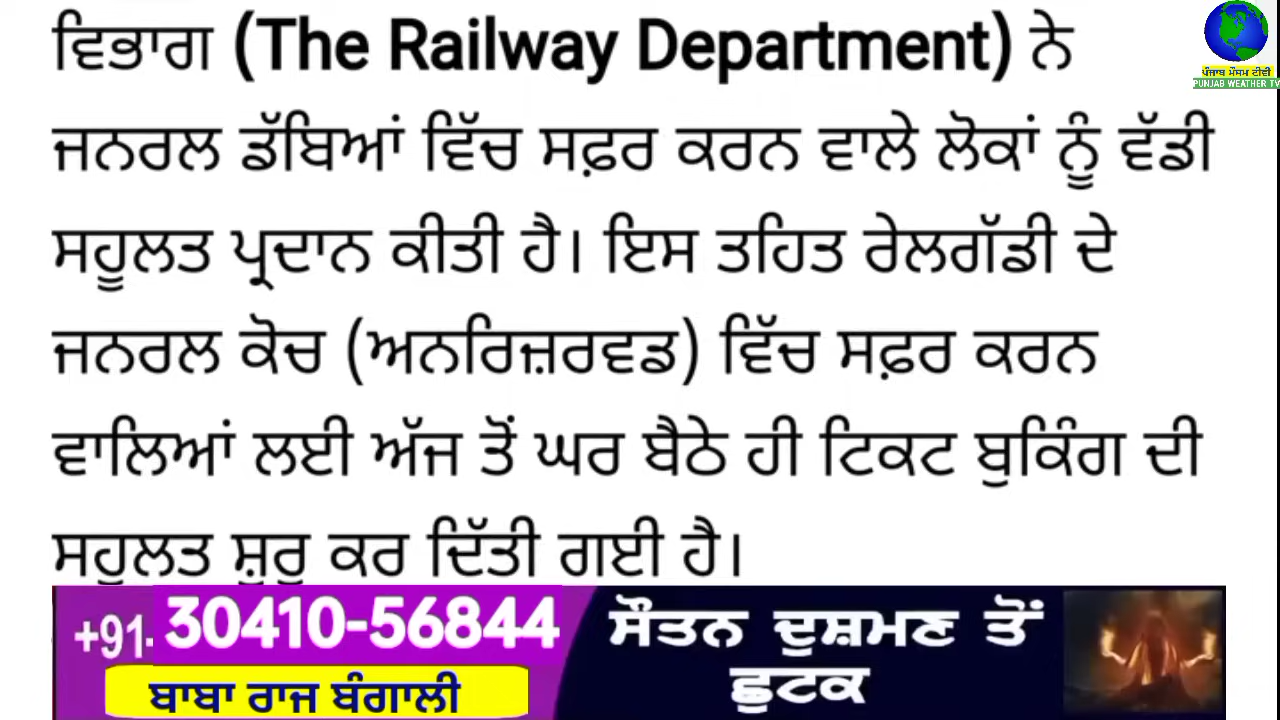 ਵਿਭਾਗ (The Railway Department) ਨੇ
ਜਨਰਲ ਡੱਬਿਆਂ ਵਿੱਚ ਸਫ਼ਰ ਕਰਨ ਵਾਲੇ ਲੋਕਾਂ ਨੂੰ ਵੱਡੀ
ਸਹੂਲਤ ਪ੍ਰਦਾਨ ਕੀਤੀ ਹੈ। ਇਸ ਤਹਿਤ ਰੇਲਗੱਡੀ ਦੇ
ਜਨਰਲ ਕੋਚ (ਅਨਰਿਜ਼ਰਵਡ) ਵਿੱਚ ਸਫ਼ਰ ਕਰਨ
ਵਾਲਿਆਂ ਲਈ ਅੱਜ ਤੋਂ ਘਰ ਬੈਠੇ ਹੀ ਟਿਕਟ ਬੁਕਿੰਗ ਦੀ
ਸਹੂਲਤ ਸ਼ੁਰੂ ਕਰ ਦਿੱਤੀ ਗਈ ਹੈ।
ਪੰਜਾਬ ਮੌਸਮ ਟੀਵੀ
PUNJAB WEATHER TV
+91- 30410-56844
ਬਾਬਾ ਰਾਜ ਬੰਗਾਲੀ
ਸੌਤਨ ਦੁਸ਼ਮਣ ਤੋਂ
ਛੁਟਕ